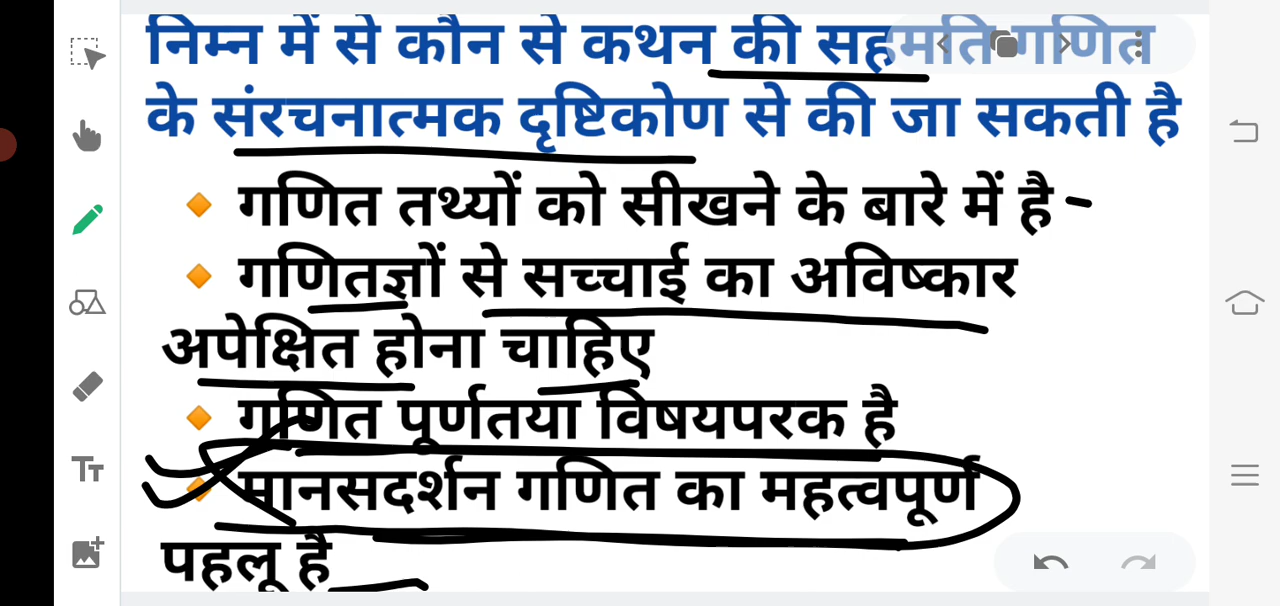 निम्न में से कौन से कथन की सहमति गणित
के संरचनात्मक दृष्टिकोण से की जा सकती है
🔸 गणित तथ्यों को सीखने के बारे में है
🔸 गणितज्ञों से सच्चाई का अविष्कार
अपेक्षित होना चाहिए
🔸 गणित पूर्णतया विषयपरक है
🔸 मानसदर्शन गणित का महत्वपूर्ण
पहलू है
Tт